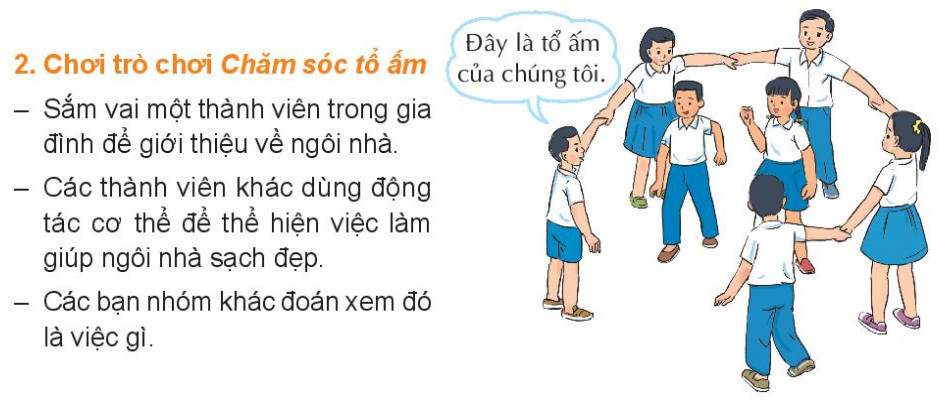 2. Chơi trò chơi Chăm sóc tổ ấm
– Sắm vai một thành viên trong gia
đình để giới thiệu về ngôi nhà.
– Các thành viên khác dùng động
tác cơ thể để thể hiện việc làm
giúp ngôi nhà sạch đẹp.
– Các bạn nhóm khác đoán xem đó
là việc gì.
Đây là tổ ấm
của chúng tôi.